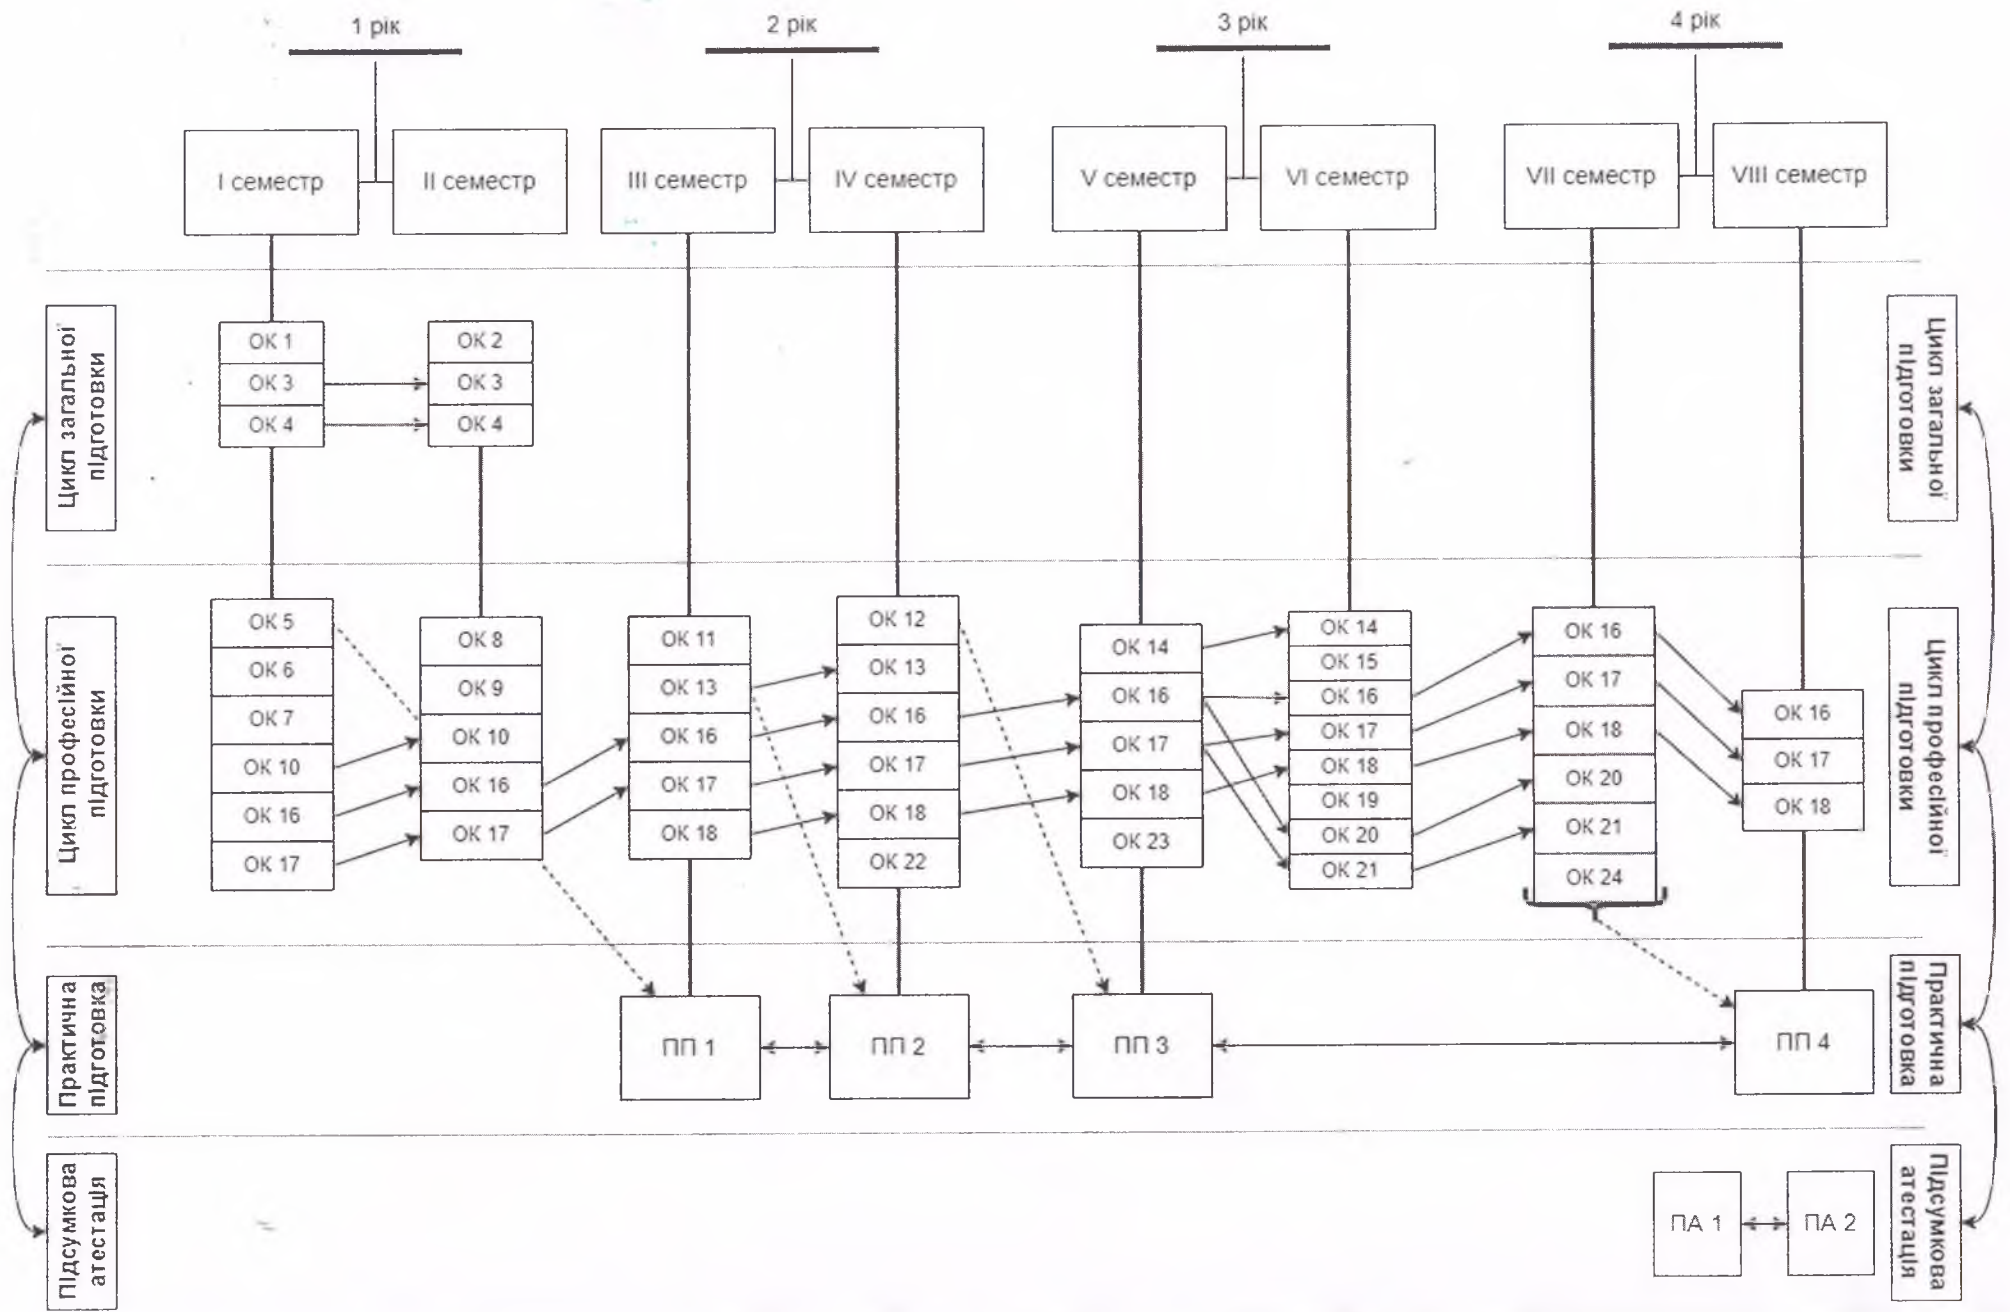 1 рік
2 рік
3 рік
4 рік
I семестр
II семестр
III семестр
IV семестр
V семестр
VI семестр
VII семестр
VIII семестр
Цикл загальної
підготовки
ОК 1
ОК 3
ОК 4
ОК 2
ОК 3
ОК 4
Цикл загальної
підготовки
Цикл професійної
підготовки
ОК 5
ОК 6
ОК 7
ОК 10
ОК 16
ОК 17
ОК 8
ОК 9
ОК 10
ОК 16
ОК 17
ОК 11
ОК 13
ОК 16
ОК 17
ОК 18
ОК 12
ОК 13
ОК 16
ОК 17
ОК 18
ОК 22
ОК 14
ОК 16
ОК 17
ОК 18
ОК 23
ОК 14
ОК 15
ОК 16
ОК 17
ОК 18
ОК 19
ОК 20
ОК 21
ОК 16
ОК 17
ОК 18
ОК 20
ОК 21
ОК 24
ОК 16
ОК 17
ОК 18
Цикл професійної
підготовки
Практична
підготовка
ПП 1
ПП 2
ПП 3
ПП 4
Практична
підготовка
Підсумкова
атестація
ПА 1
ПА 2
Підсумкова
атестація